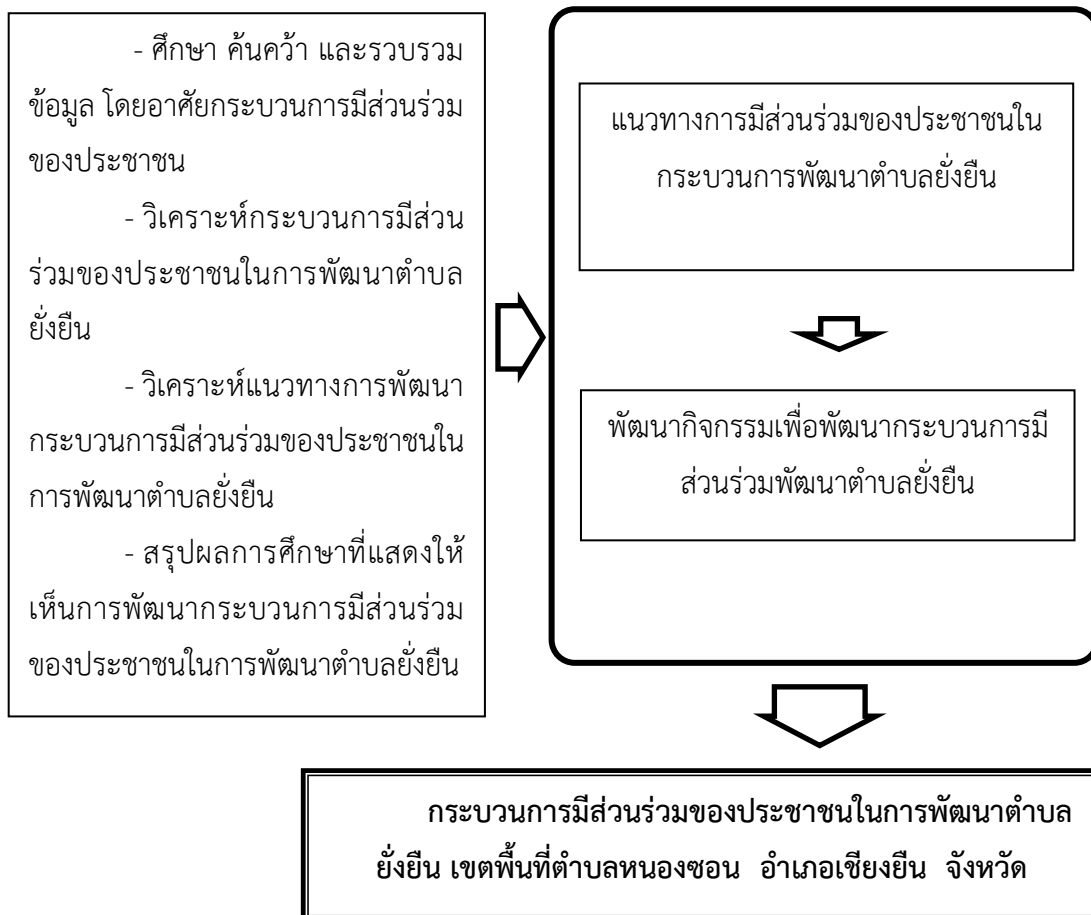 - ศึกษา ค้นคว้า และรวบรวม
ข้อมูล โดยอาศัยกระบวนการมีส่วนร่วม
ของประชาชน
- วิเคราะห์กระบวนการมีส่วน
ร่วมของประชาชนในการพัฒนาตำบล
ยั่งยืน
- วิเคราะห์แนวทางการพัฒนา
กระบวนการมีส่วนร่วมของประชาชนใน
การพัฒนาตำบลยั่งยืน
- สรุปผลการศึกษาที่แสดงให้
เห็นการพัฒนากระบวนการมีส่วนร่วม
ของประชาชนในการพัฒนาตำบลยั่งยืน
แนวทางการมีส่วนร่วมของประชาชนใน
กระบวนการพัฒนาตำบลยั่งยืน
พัฒนากิจกรรมเพื่อพัฒนากระบวนการมี
ส่วนร่วมพัฒนาตำบลยั่งยืน
กระบวนการมีส่วนร่วมของประชาชนในการพัฒนาตำบล
ยั่งยืน เขตพื้นที่ตำบลหนองซอน อำเภอเชียงยืน จังหวัด